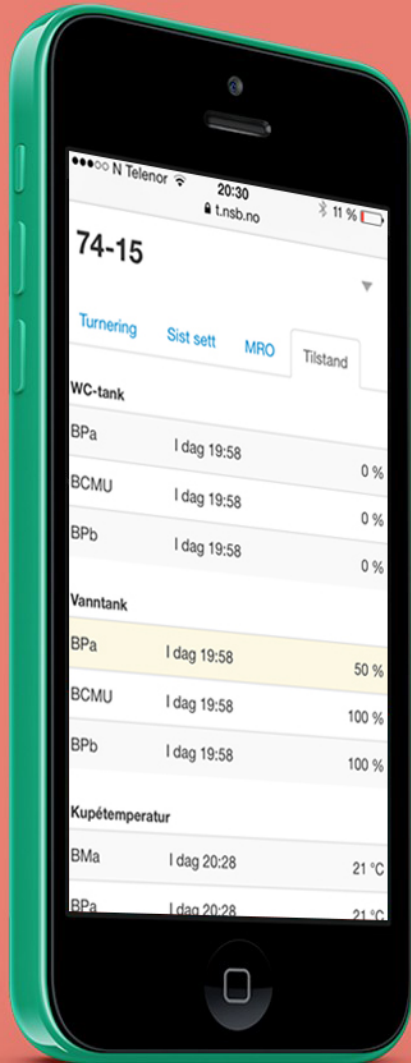 N Telenor 20:30 11 %
t.nsb.no
74-15
Turnering Sist sett MRO Tilstand
WC-tank
BPa I dag 19:58 0 %
BCMU I dag 19:58 0 %
BPb I dag 19:58 0 %
Vanntank
BPa I dag 19:58 50 %
BCMU I dag 19:58 100 %
BPb I dag 19:58 100 %
Kupétemperatur
BMa I dag 20:28 21 °C
BPa I dag 20:28 21 °C